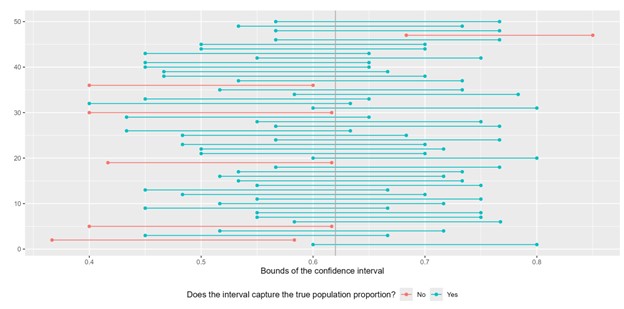 50
40
30
20
10
0
0.4 0.5 0.6 0.7 0.8
Bounds of the confidence interval
Does the interval capture the true population proportion? No Yes